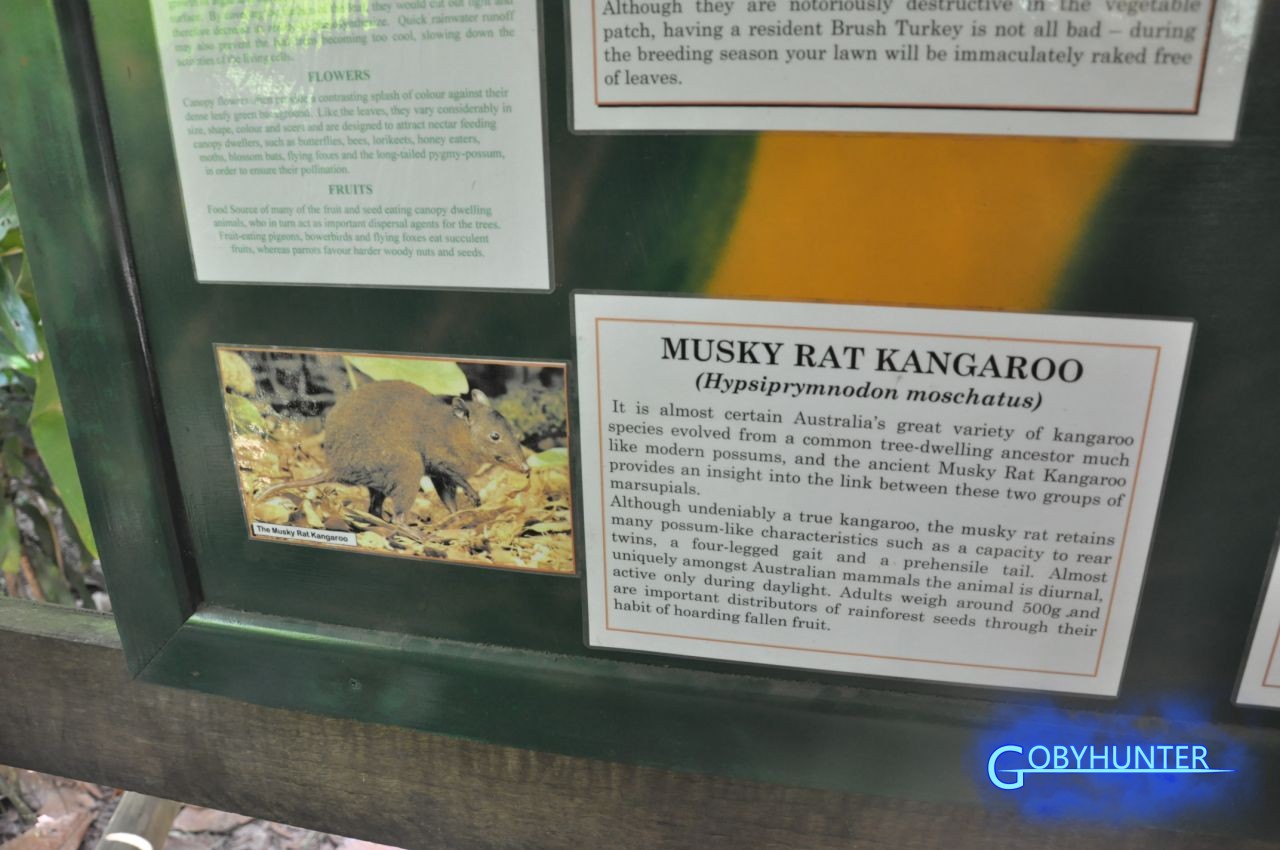 they would cut out light and
surface. By
therefore decrease
Quick rainwater runoff
may also prevent the
becoming too cool, slowing down the
activities of the living cells.
FLOWERS
Canopy flowers often provide a contrasting splash of colour against their
dense leafy green background. Like the leaves, they vary considerably in
size, shape, colour and scent and are designed to attract nectar feeding
canopy dwellers, such as butterflies, bees, lorikeets, honey eaters,
moths, blossom bats, flying foxes and the long-tailed pygmy-possum,
in order to ensure their pollination.
FRUITS
Food Source of many of the fruit and seed eating canopy dwelling
animals, who in turn act as important dispersal agents for the trees.
Fruit-eating pigeons, bowerbirds and flying foxes eat succulent
fruits, whereas parrots favour harder woody nuts and seeds.
Although they are notoriously destructive in the vegetable
patch, having a resident Brush Turkey is not all bad – during
the breeding season your lawn will be immaculately raked free
of leaves.
The Musky Rat Kangaroo
MUSKY RAT KANGAROO
(Hypsiprymnodon moschatus)
It is almost certain Australia's great variety of kangaroo
species evolved from a common tree-dwelling ancestor much
like modern possums, and the ancient Musky Rat Kangaroo
provides an insight into the link between these two groups of
marsupials.
Although undeniably a true kangaroo, the musky rat retains
many possum-like characteristics such as a capacity to rear
twins, a four-legged gait and a prehensile tail. Almost
uniquely amongst Australian mammals the animal is diurnal,
active only during daylight. Adults weigh around 500g and
are important distributors of rainforest seeds through their
habit of hoarding fallen fruit.
GOBYHUNTER